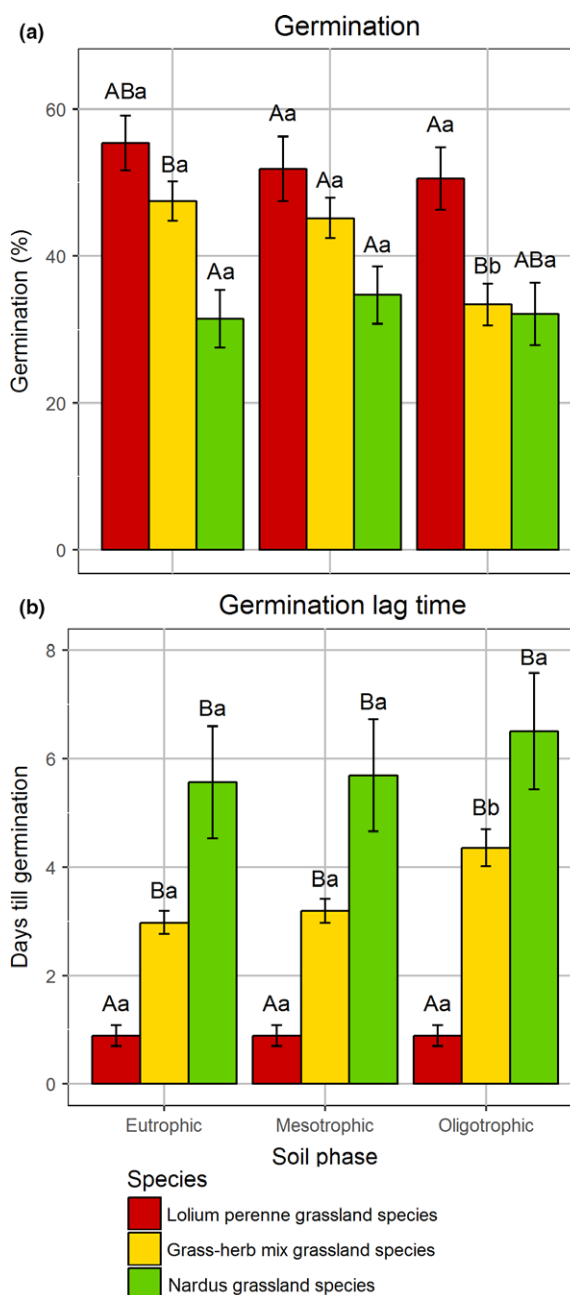 (a)
Germination
ABa
Ba
Aa
Aa
Aa
Aa
Aa
Bb
ABa
60
40
20
0
Germination (%)
(b)
Germination lag time
Aa
Ba
Ba
Aa
Ba
Ba
Aa
Bb
Ba
8
6
4
2
0
Days till germination
Eutrophic
Mesotrophic
Oligotrophic
Soil phase
Species
Lolium perenne grassland species
Grass-herb mix grassland species
Nardus grassland species